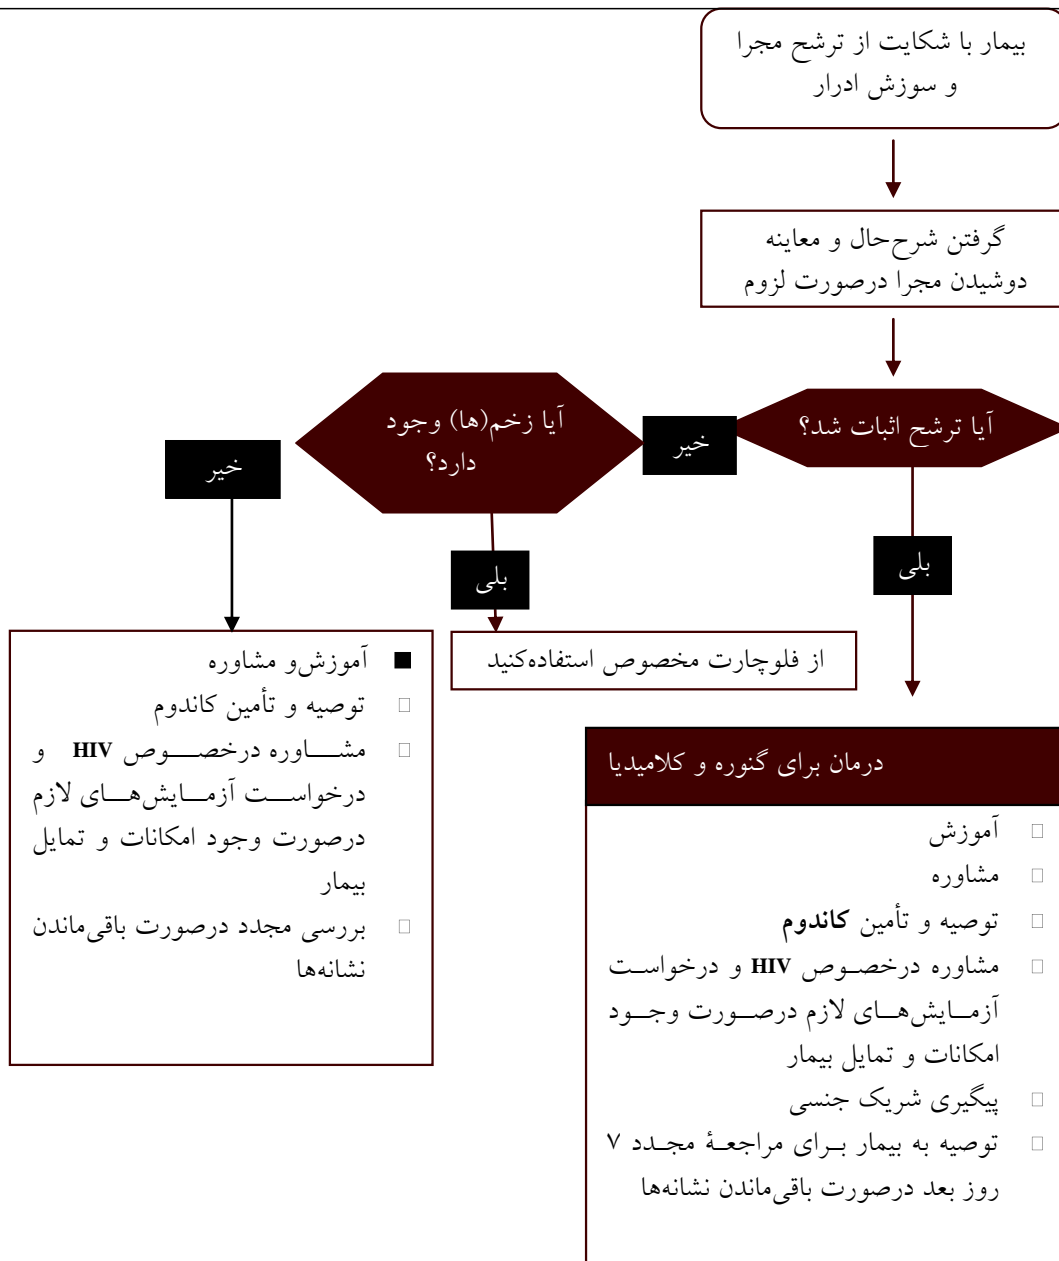 بیمار با شکایت از ترشح مجرا
و سوزش ادرار
گرفتن شرح‌حال و معاینه
دوشیدن مجرا درصورت لزوم
آیا ترشح اثبات شد؟
خیر
آیا زخم(ها) وجود
دارد؟
خیر
بلی
بلی
از فلوچارت مخصوص استفاده‌کنید
■ آموزش‌و مشاوره
□ توصیه و تأمین کاندوم
□ مشاوره درخصوص HIV و
درخواست آزمایش‌های لازم
درصورت وجود امکانات و تمایل
بیمار
□ بررسی مجدد درصورت باقی‌ماندن
نشانه‌ها
درمان برای گنوره و کلامیدیا
□ آموزش
□ مشاوره
□ توصیه و تأمین کاندوم
□ مشاوره درخصوص HIV و درخواست
آزمایش‌های لازم درصورت وجود
امکانات و تمایل بیمار
□ پیگیری شریک جنسی
□ توصیه به بیمار برای مراجعهٔ مجدد ۷
روز بعد درصورت باقی‌ماندن نشانه‌ها